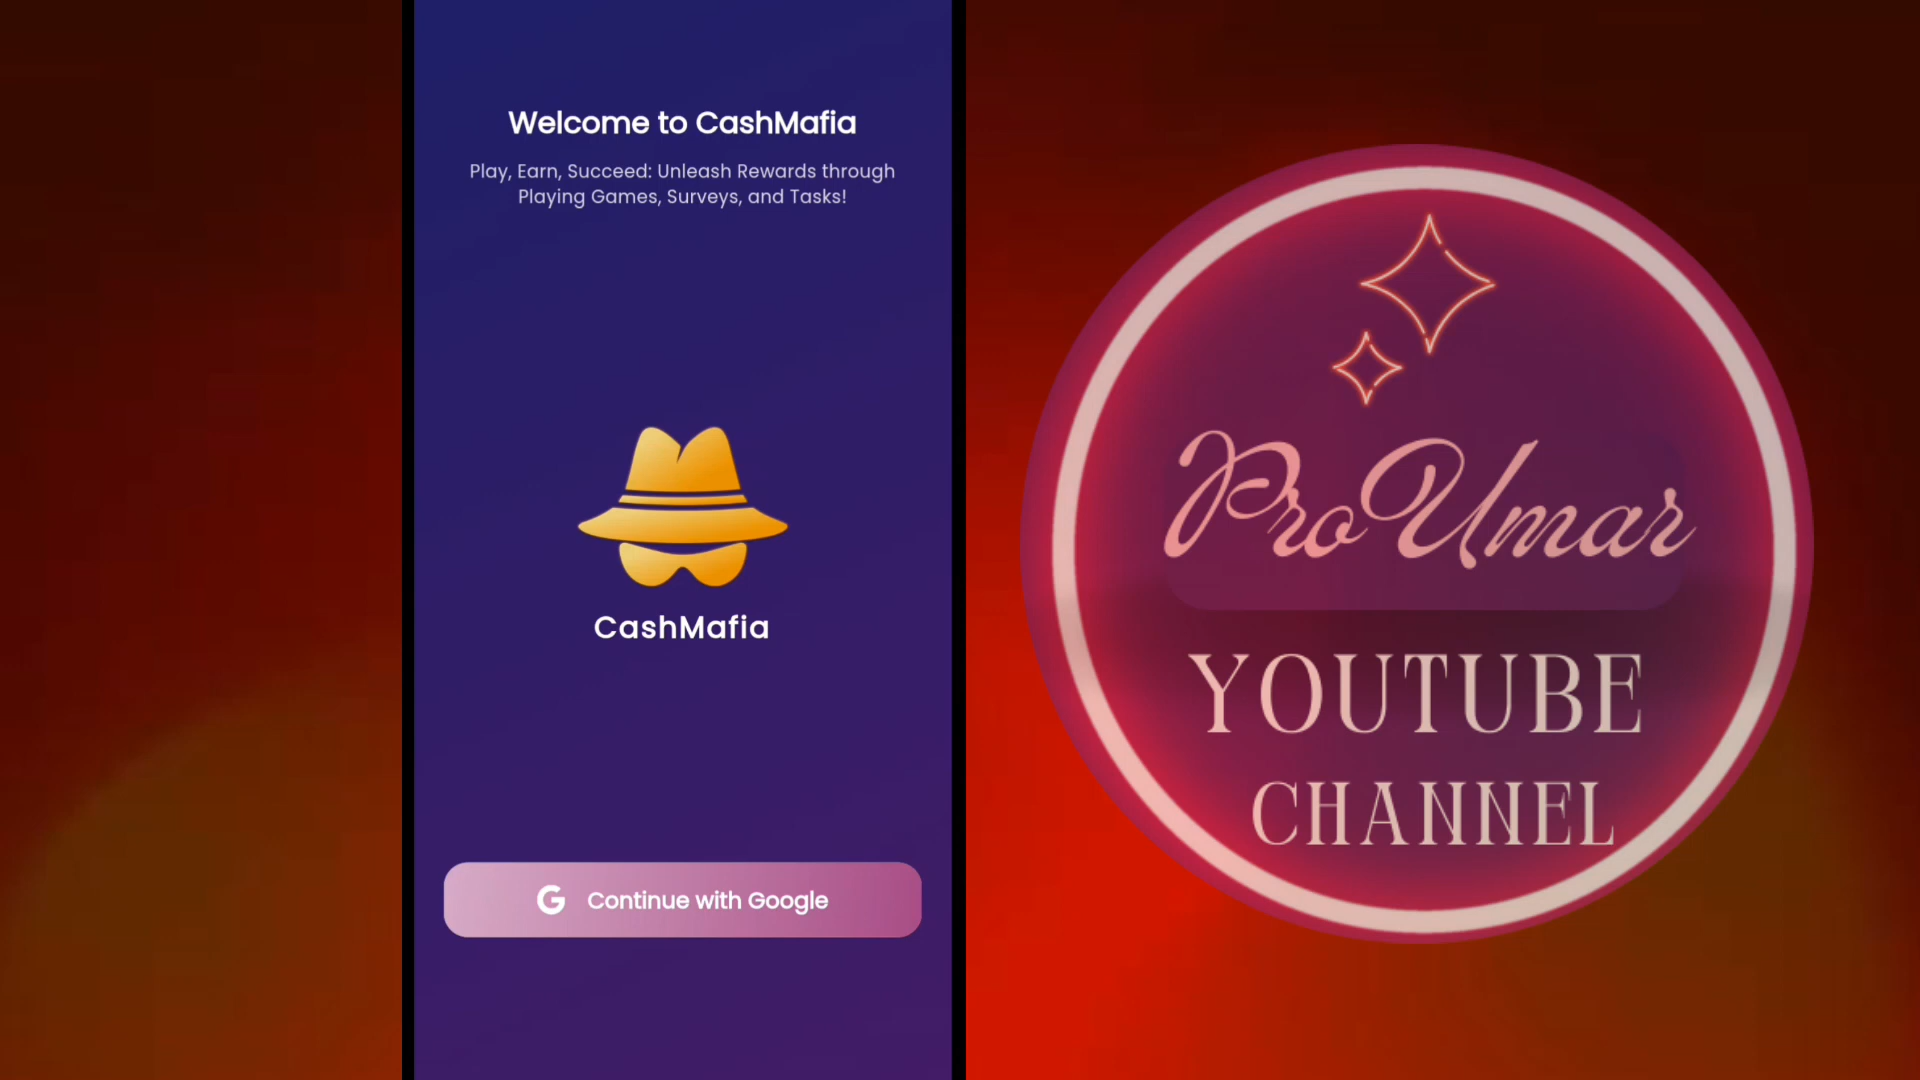 Welcome to CashMafia
Play, Earn, Succeed: Unleash Rewards through
Playing Games, Surveys, and Tasks!
CashMafia
Continue with Google
ProUmar
YOUTUBE
CHANNEL